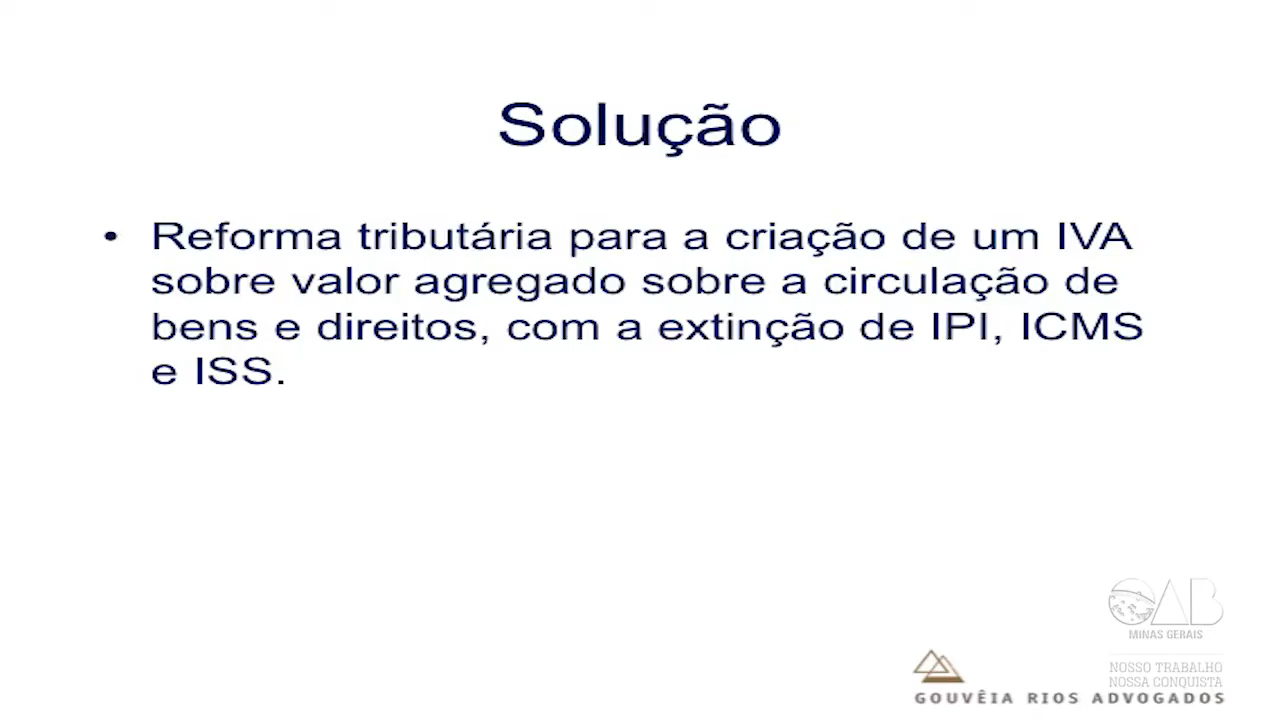 Solução
• Reforma tributária para a criação de um IVA
sobre valor agregado sobre a circulação de
bens e direitos, com a extinção de IPI, ICMS
e ISS.
OAB
MINAS GERAIS
NOSSO TRABALHO
NOSSA CONQUISTA
GOUVÊIA RIOS ADVOGADOS